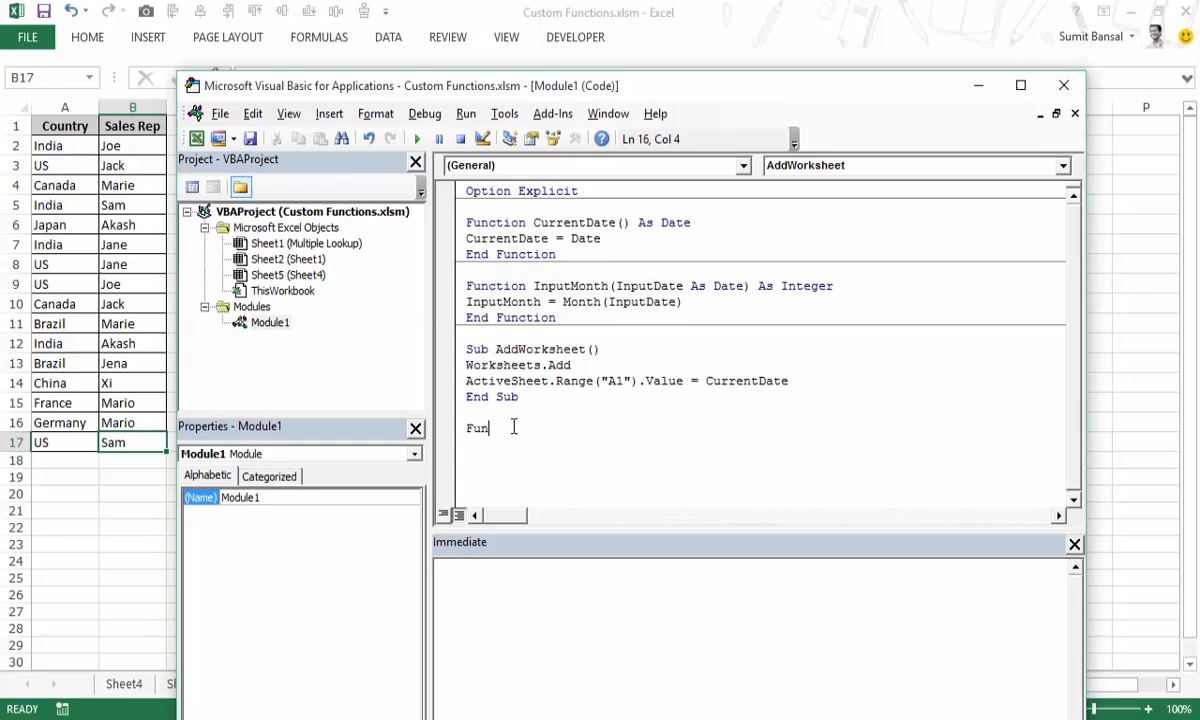 Custom Functions.xlsm - Excel
FILE HOME INSERT PAGE LAYOUT FORMULAS DATA REVIEW VIEW DEVELOPER Sumit Bansal
B17
Microsoft Visual Basic for Applications - Custom Functions.xlsm - [Module1 (Code)]
File Edit View Insert Format Debug Run Tools Add-Ins Window Help
Ln 16, Col 4
Project - VBAProject
(General) AddWorksheet
VBAProject (Custom Functions.xlsm)
Microsoft Excel Objects
Sheet1 (Multiple Lookup)
Sheet2 (Sheet1)
Sheet5 (Sheet4)
ThisWorkbook
Modules
Module1
Option Explicit
Function CurrentDate() As Date
CurrentDate = Date
End Function
Function InputMonth(InputDate As Date) As Integer
InputMonth = Month(InputDate)
End Function
Sub AddWorksheet()
Worksheets.Add
ActiveSheet.Range("A1").Value = CurrentDate
End Sub
Fun
Properties - Module1
Module1 Module
Alphabetic Categorized
(Name) Module1
Immediate
A B P
1 Country Sales Rep
2 India Joe
3 US Jack
4 Canada Marie
5 India Sam
6 Japan Akash
7 India Jane
8 US Jane
9 US Joe
10 Canada Jack
11 Brazil Marie
12 India Akash
13 Brazil Jena
14 China Xi
15 France Mario
16 Germany Mario
17 US Sam
18
19
20
21
22
23
24
25
26
27
28
29
30
Sheet4
READY 100%